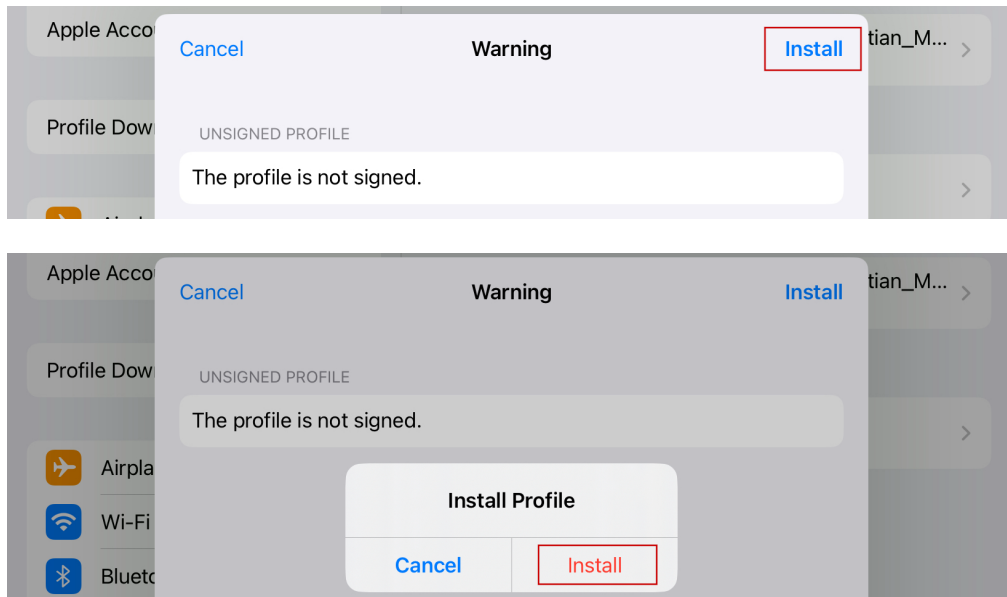 Apple Acco
Cancel
Warning
Install
tian_M...
Profile Dow
UNSIGNED PROFILE
The profile is not signed.
Apple Acco
Cancel
Warning
Install
tian_M...
Profile Dow
UNSIGNED PROFILE
The profile is not signed.
Airpla
Install Profile
Wi-Fi
Cancel
Install
Blueto